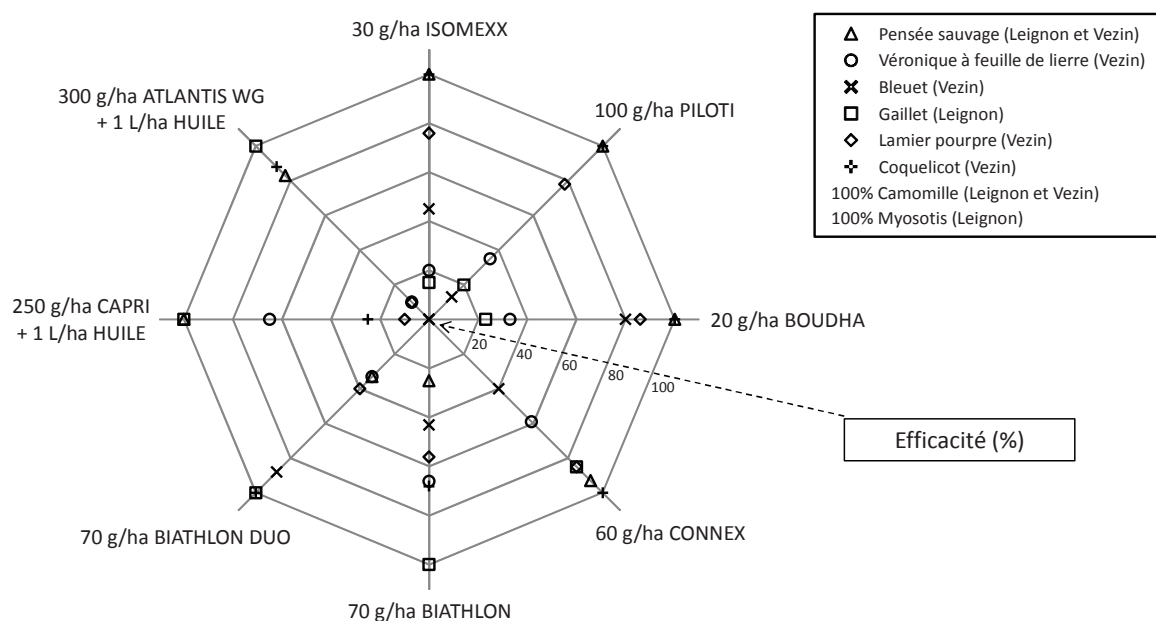 30 g/ha ISOMEXX
300 g/ha ATLANTIS WG
+ 1 L/ha HUILE
100 g/ha PILOTI
250 g/ha CAPRI
+ 1 L/ha HUILE
20 g/ha BOUDHA
20
40
60
80
100
70 g/ha BIATHLON DUO
60 g/ha CONNEX
70 g/ha BIATHLON
Pensée sauvage (Leignon et Vezin)
Véronique à feuille de lierre (Vezin)
Bleuet (Vezin)
Gaillet (Leignon)
Lamier pourpre (Vezin)
Coquelicot (Vezin)
100% Camomille (Leignon et Vezin)
100% Myosotis (Leignon)
Efficacité (%)